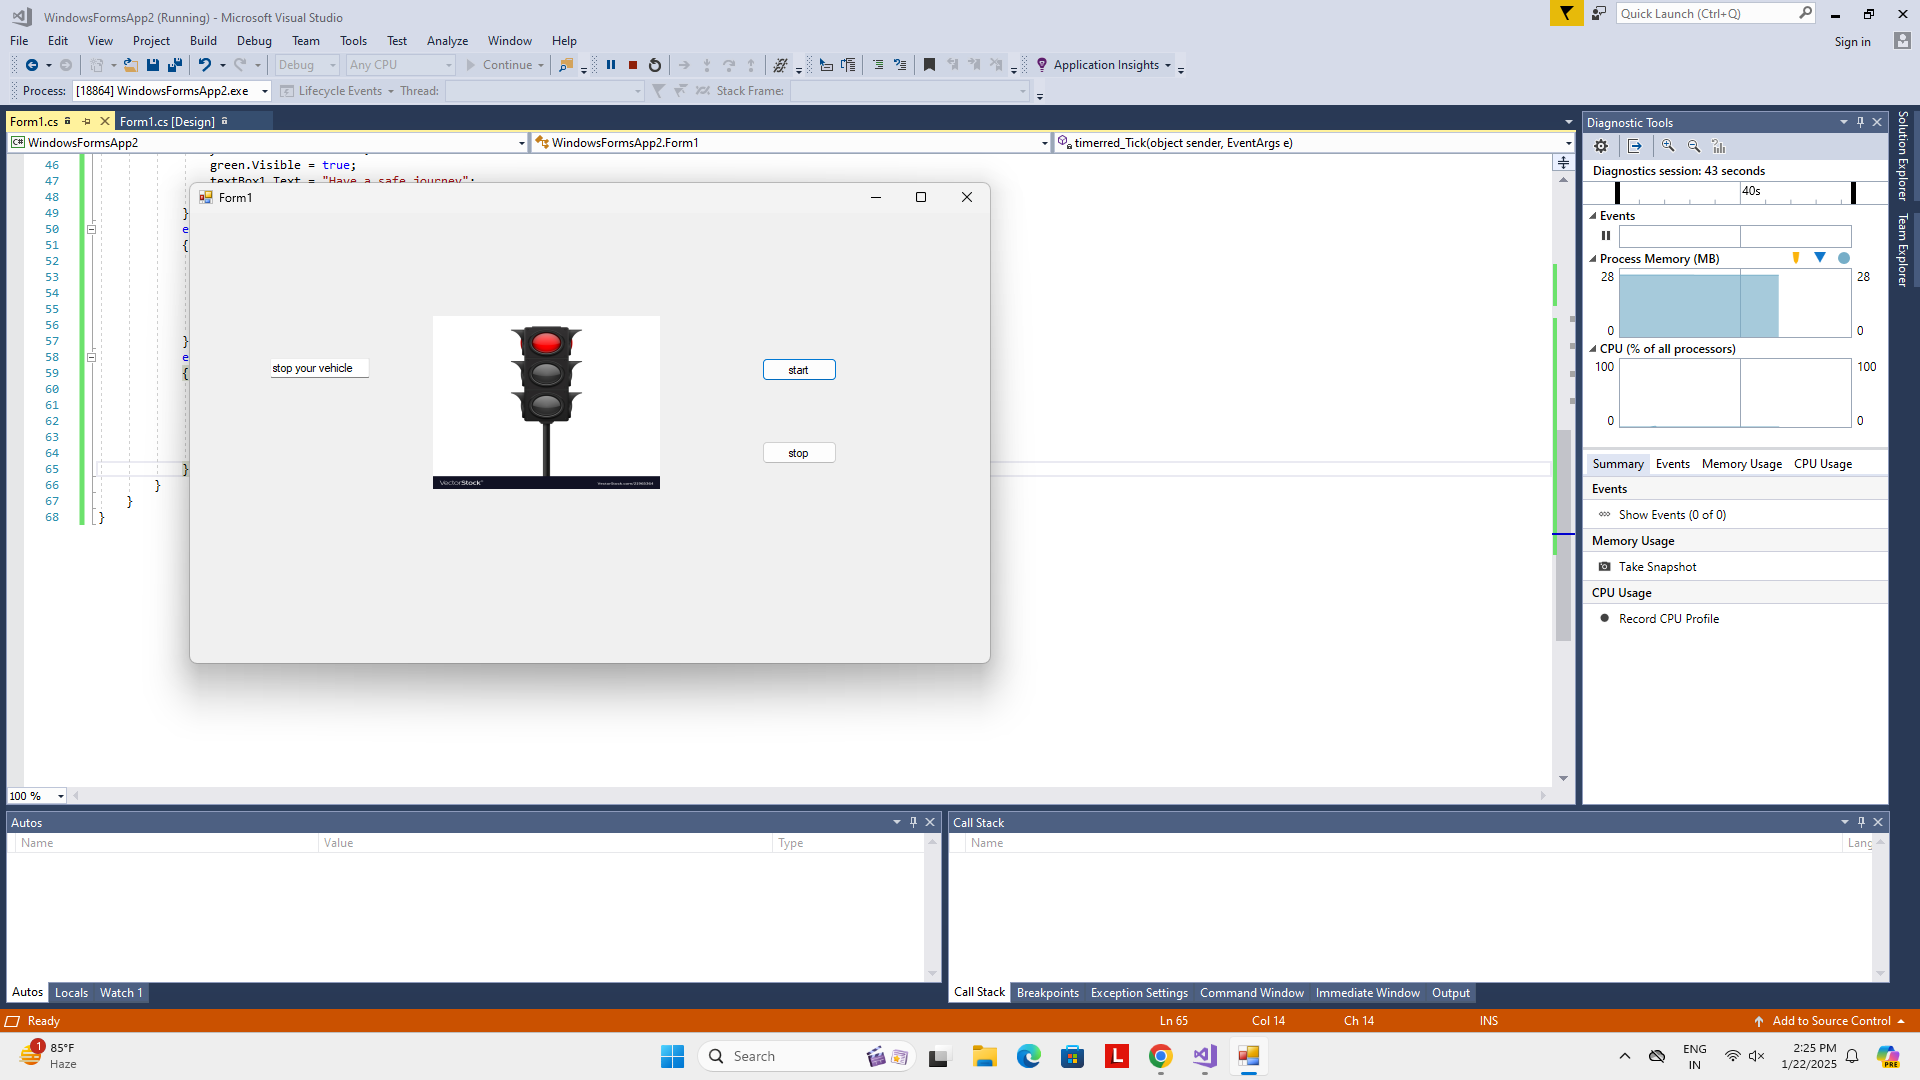 WindowsFormsApp2 (Running) - Microsoft Visual Studio
Quick Launch (Ctrl+Q)
File Edit View Project Build Debug Team Tools Test Analyze Window Help
Sign in
Debug Any CPU Continue Application Insights
Process: [18864] WindowsFormsApp2.exe Lifecycle Events Thread: Stack Frame:
Form1.cs Form1.cs [Design]
WindowsFormsApp2 WindowsFormsApp2.Form1 timerred_Tick(object sender, EventArgs e)
46 green.Visible = true;
47 textBox1.Text = "Have a safe journey";
48
49 }
50 e
51 {
52
53
54
55
56
57 }
58 e
59 {
60
61
62
63
64
65 }
66 }
67 }
68 }
Form1
stop your vehicle
start
stop
VectorStock
100 %
Diagnostic Tools
Diagnostics session: 43 seconds
40s
Events
Process Memory (MB)
28 28
0 0
CPU (% of all processors)
100 100
0 0
Summary Events Memory Usage CPU Usage
Events
Show Events (0 of 0)
Memory Usage
Take Snapshot
CPU Usage
Record CPU Profile
Solution Explorer
Team Explorer
Autos
Name Value Type
Autos Locals Watch 1
Call Stack
Name Lang
Call Stack Breakpoints Exception Settings Command Window Immediate Window Output
Ready Ln 65 Col 14 Ch 14 INS Add to Source Control
1
85°F
Haze
Search
L
PRE
ENG
IN
2:25 PM
1/22/2025